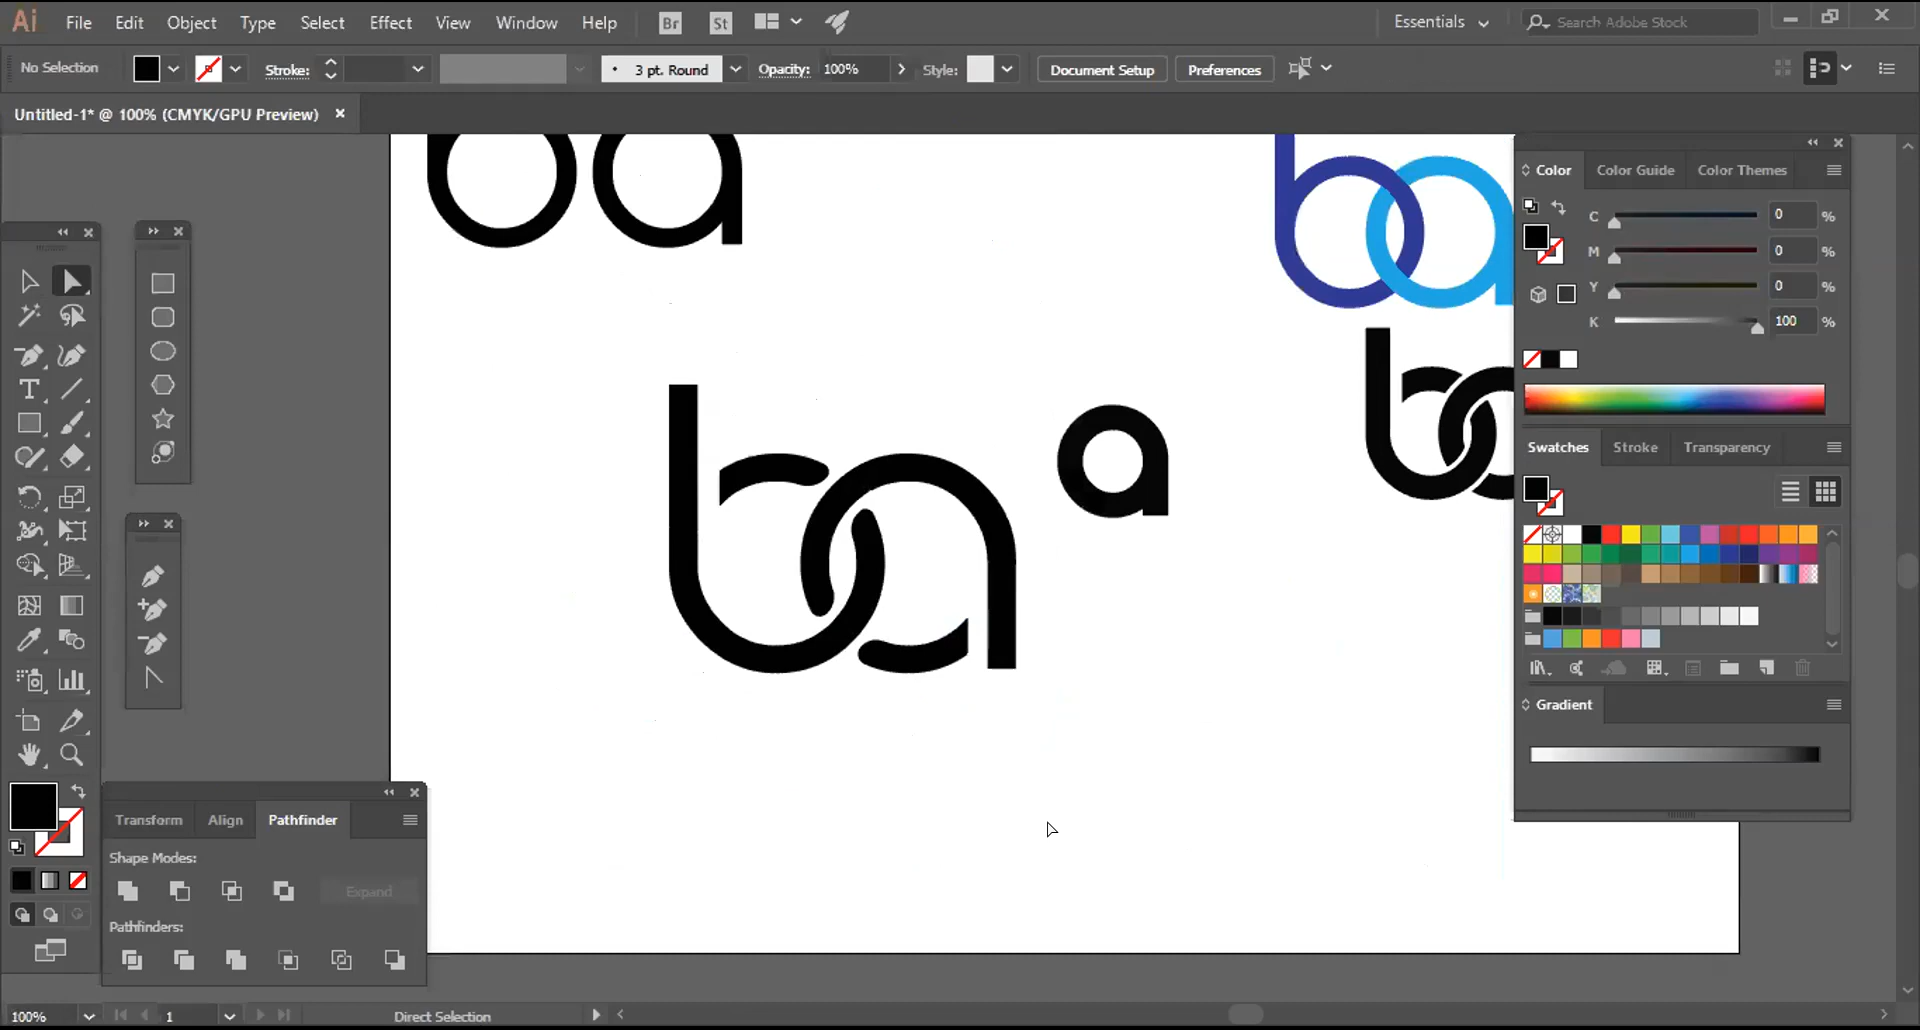 Ai File Edit Object Type Select Effect View Window Help Br St Essentials Search Adobe Stock
No Selection Stroke: 3 pt. Round Opacity: 100% Style: Document Setup Preferences
Untitled-1* @ 100% (CMYK/GPU Preview)
ba
ba
Color Color Guide Color Themes
C 0 %
M 0 %
Y 0 %
K 100 %
ba
a
Swatches Stroke Transparency
Gradient
Transform Align Pathfinder
Shape Modes:
Expand
Pathfinders:
100% 1 Direct Selection